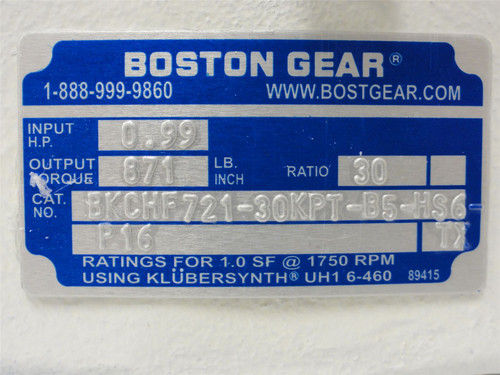 BOSTON GEAR®
1-888-999-9860 WWW.BOSTGEAR.COM
INPUT H.P. 0.99
OUTPUT TORQUE 871 LB. INCH RATIO 30
CAT. NO. BKCHF721-30KPT-B5-HS6
P16 TX
RATINGS FOR 1.0 SF @ 1750 RPM
USING KLÜBERSYNTH® UH1 6-460 89415